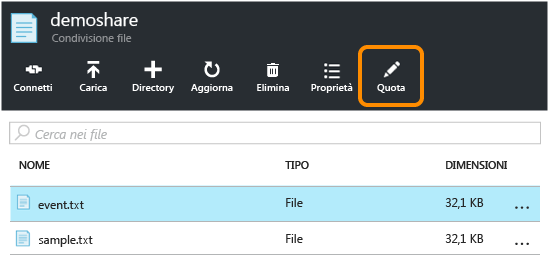 demoshare
Condivisione file
Connetti Carica Directory Aggiorna Elimina Proprietà Quota
Cerca nei file
NOME TIPO DIMENSIONI
event.txt File 32,1 KB ...
sample.txt File 32,1 KB ...